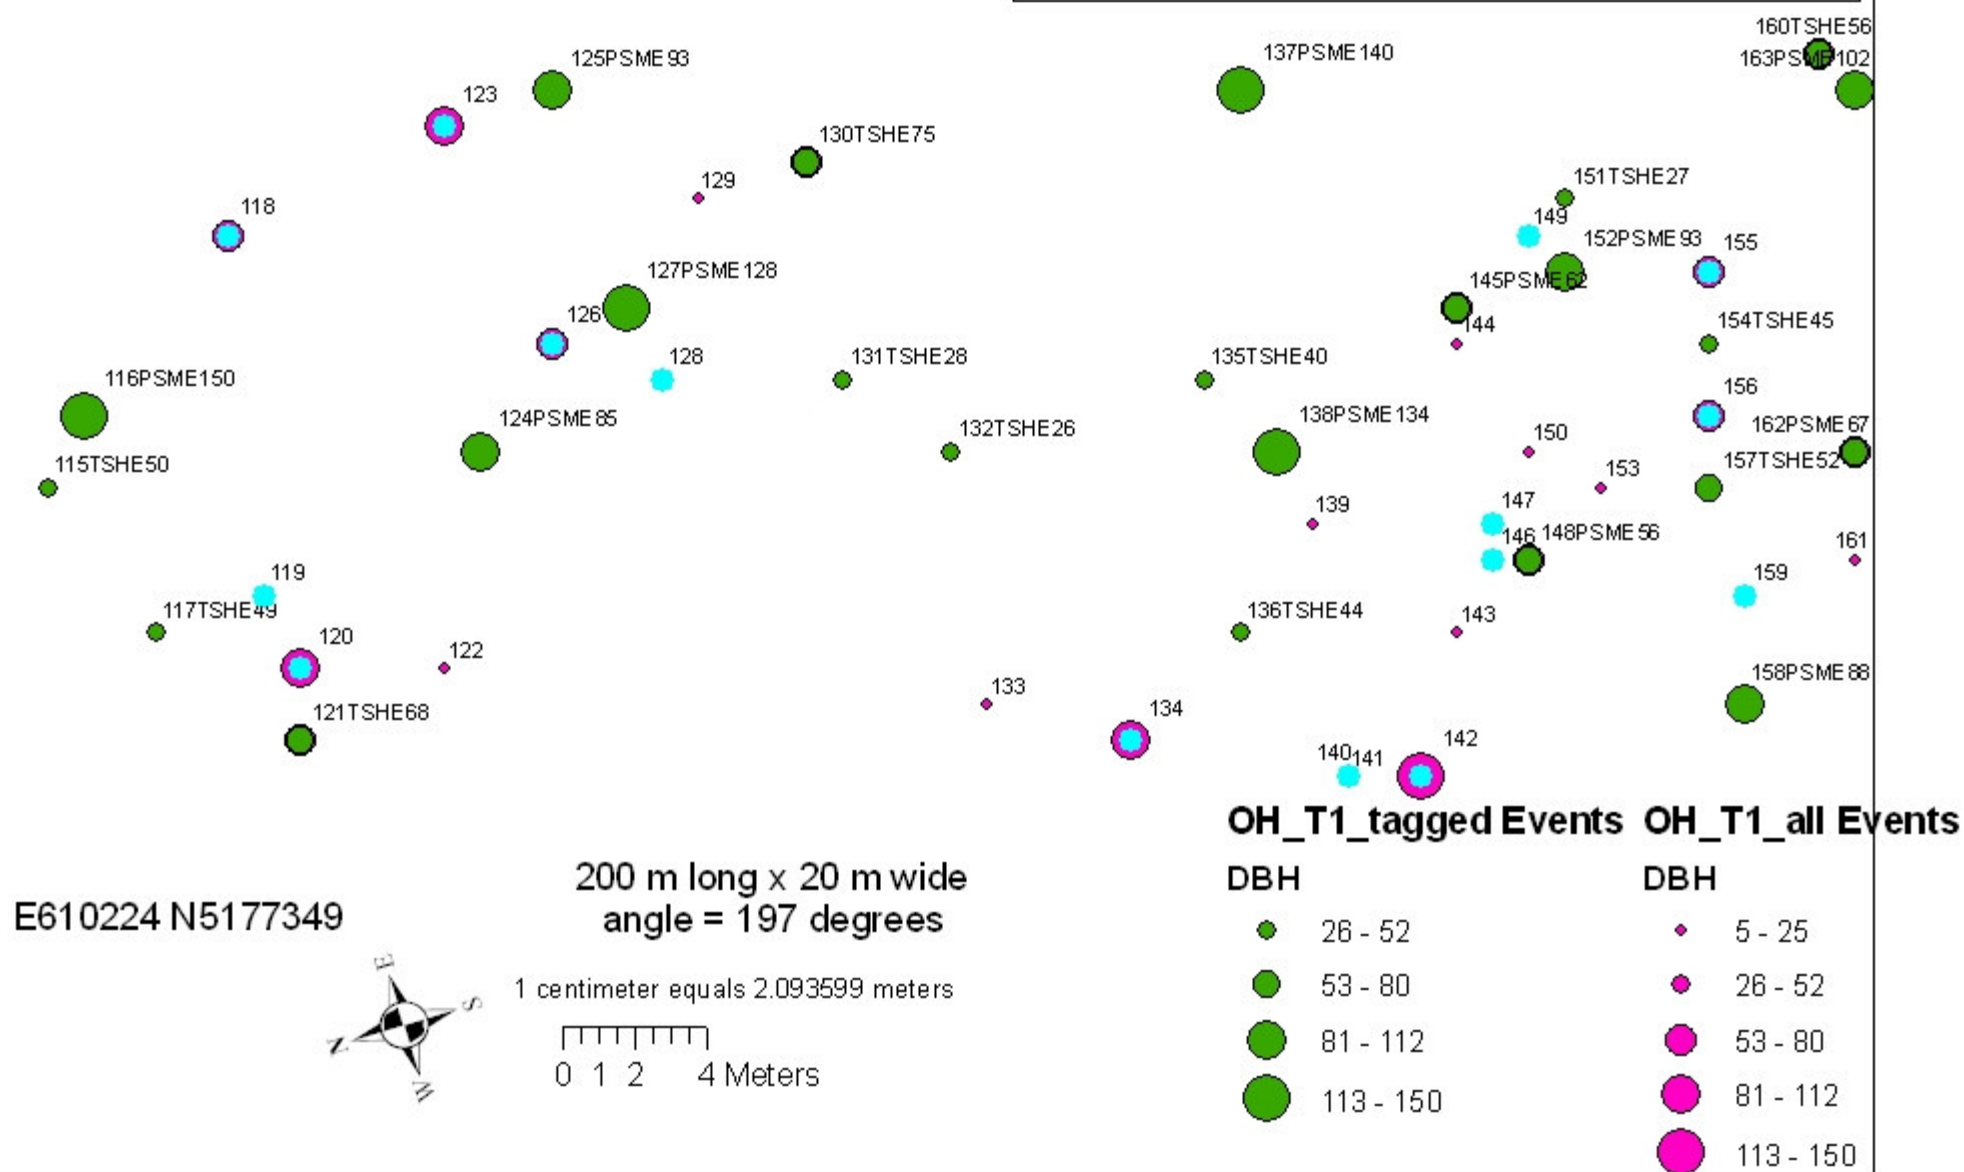 160TSHE56
137PSME140
125PSME93
163PSME102
123
130TSHE75
151TSHE27
129
118
149
152PSME93
155
127PSME128
145PSME62
126
154TSHE45
144
128
131TSHE28
135TSHE40
116PSME150
156
138PSME134
124PSME85
162PSME67
132TSHE26
150
115TSHE50
157TSHE52
153
147
139
148PSME56
146
161
119
159
117TSHE49
136TSHE44
143
120
122
158PSME88
133
121TSHE68
134
142
140 141
OH_T1_tagged Events
DBH
26 - 52
53 - 80
81 - 112
113 - 150
OH_T1_all Events
DBH
5 - 25
26 - 52
53 - 80
81 - 112
113 - 150
200 m long x 20 m wide
angle = 197 degrees
E610224 N5177349
E
S
N
W
1 centimeter equals 2.093599 meters
0 1 2 4 Meters